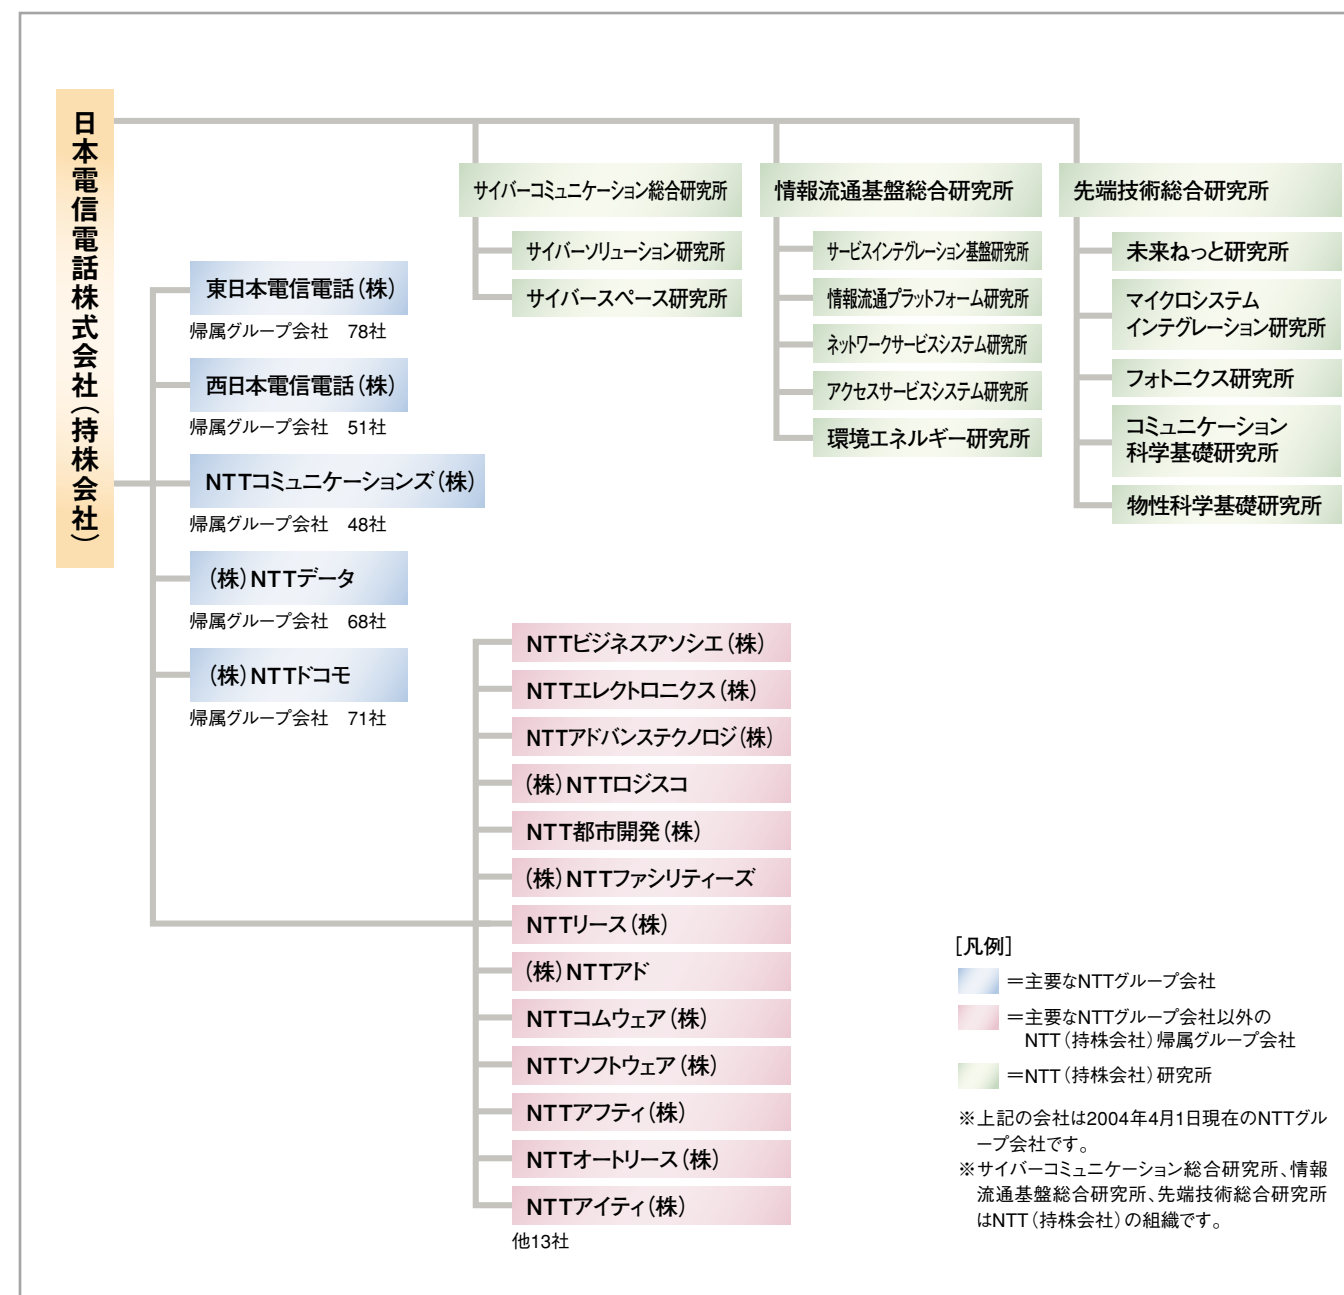 日本電信電話株式会社（持株会社）
東日本電信電話（株）
帰属グループ会社　78社
西日本電信電話（株）
帰属グループ会社　51社
NTTコミュニケーションズ（株）
帰属グループ会社　48社
（株）NTTデータ
帰属グループ会社　68社
（株）NTTドコモ
帰属グループ会社　71社
サイバーコミュニケーション総合研究所
サイバーソリューション研究所
サイバースペース研究所
情報流通基盤総合研究所
サービスインテグレーション基盤研究所
情報流通プラットフォーム研究所
ネットワークサービスシステム研究所
アクセスサービスシステム研究所
環境エネルギー研究所
先端技術総合研究所
未来ねっと研究所
マイクロシステム
インテグレーション研究所
フォトニクス研究所
コミュニケーション
科学基礎研究所
物性科学基礎研究所
NTTビジネスアソシエ（株）
NTTエレクトロニクス（株）
NTTアドバンステクノロジ（株）
（株）NTTロジスコ
NTT都市開発（株）
（株）NTTファシリティーズ
NTTリース（株）
（株）NTTアド
NTTコムウェア（株）
NTTソフトウェア（株）
NTTアフティ（株）
NTTオートリース（株）
NTTアイティ（株）
他13社
［凡例］
＝主要なNTTグループ会社
＝主要なNTTグループ会社以外の
NTT（持株会社）帰属グループ会社
＝NTT（持株会社）研究所
※上記の会社は2004年4月1日現在のNTTグル
ープ会社です。
※サイバーコミュニケーション総合研究所、情報
流通基盤総合研究所、先端技術総合研究所
はNTT（持株会社）の組織です。